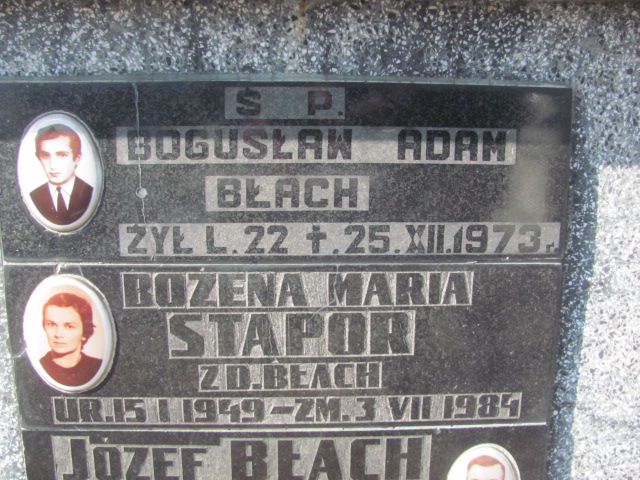 Ś P.
BOGUSŁAW ADAM
BŁACH
ŻYŁ L. 22 †. 25. XII. 1973 r.
BOŻENA MARIA
STĄPOR
Z D. BŁACH
UR. 15 I 1949 - ZM. 3 VII 1984
JÓZEF BŁACH